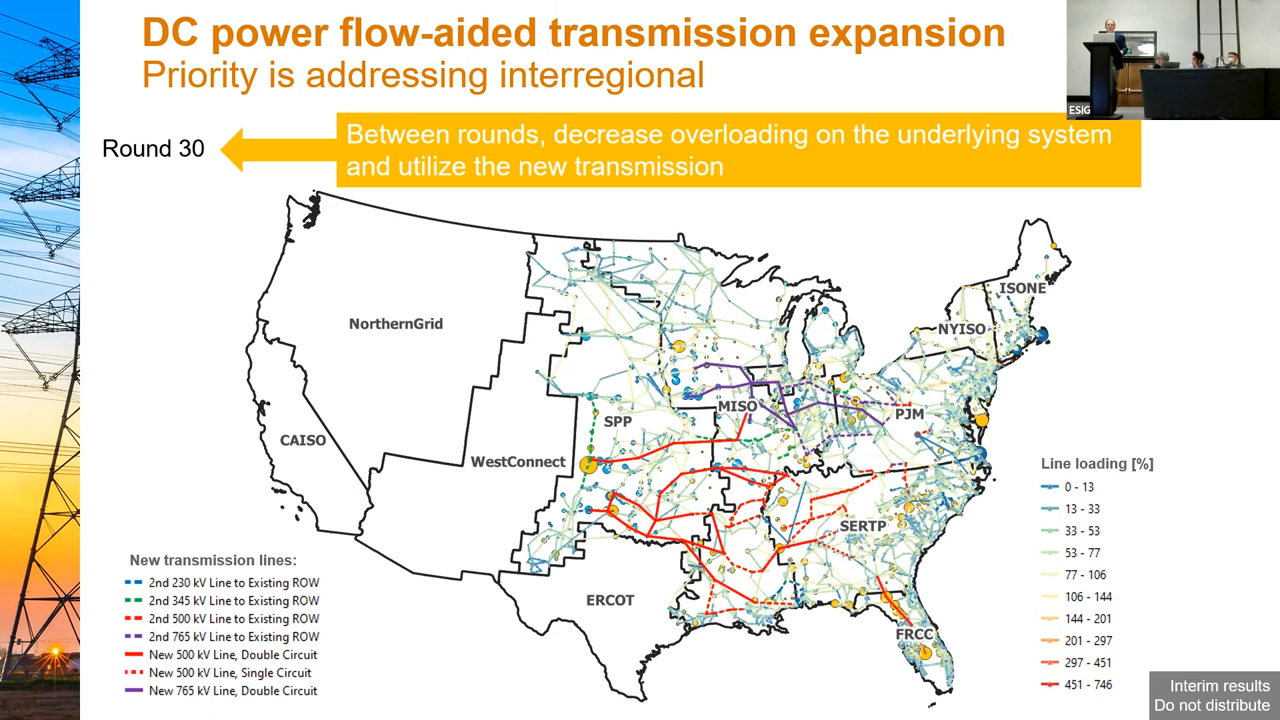 DC power flow-aided transmission expansion
Priority is addressing interregional
ESIG
Round 30
Between rounds, decrease overloading on the underlying system
and utilize the new transmission
ISONE
NorthernGrid
NYISO
MISO
PJM
SPP
CAISO
WestConnect
SERTP
ERCOT
FRCC
Line loading [%]
0 - 13
13 - 33
33 - 53
53 - 77
77 - 106
106 - 144
144 - 201
201 - 297
297 - 451
451 - 746
New transmission lines:
2nd 230 kV Line to Existing ROW
2nd 345 kV Line to Existing ROW
2nd 500 kV Line to Existing ROW
2nd 765 kV Line to Existing ROW
New 500 kV Line, Double Circuit
New 500 kV Line, Single Circuit
New 765 kV Line, Double Circuit
Interim results
Do not distribute